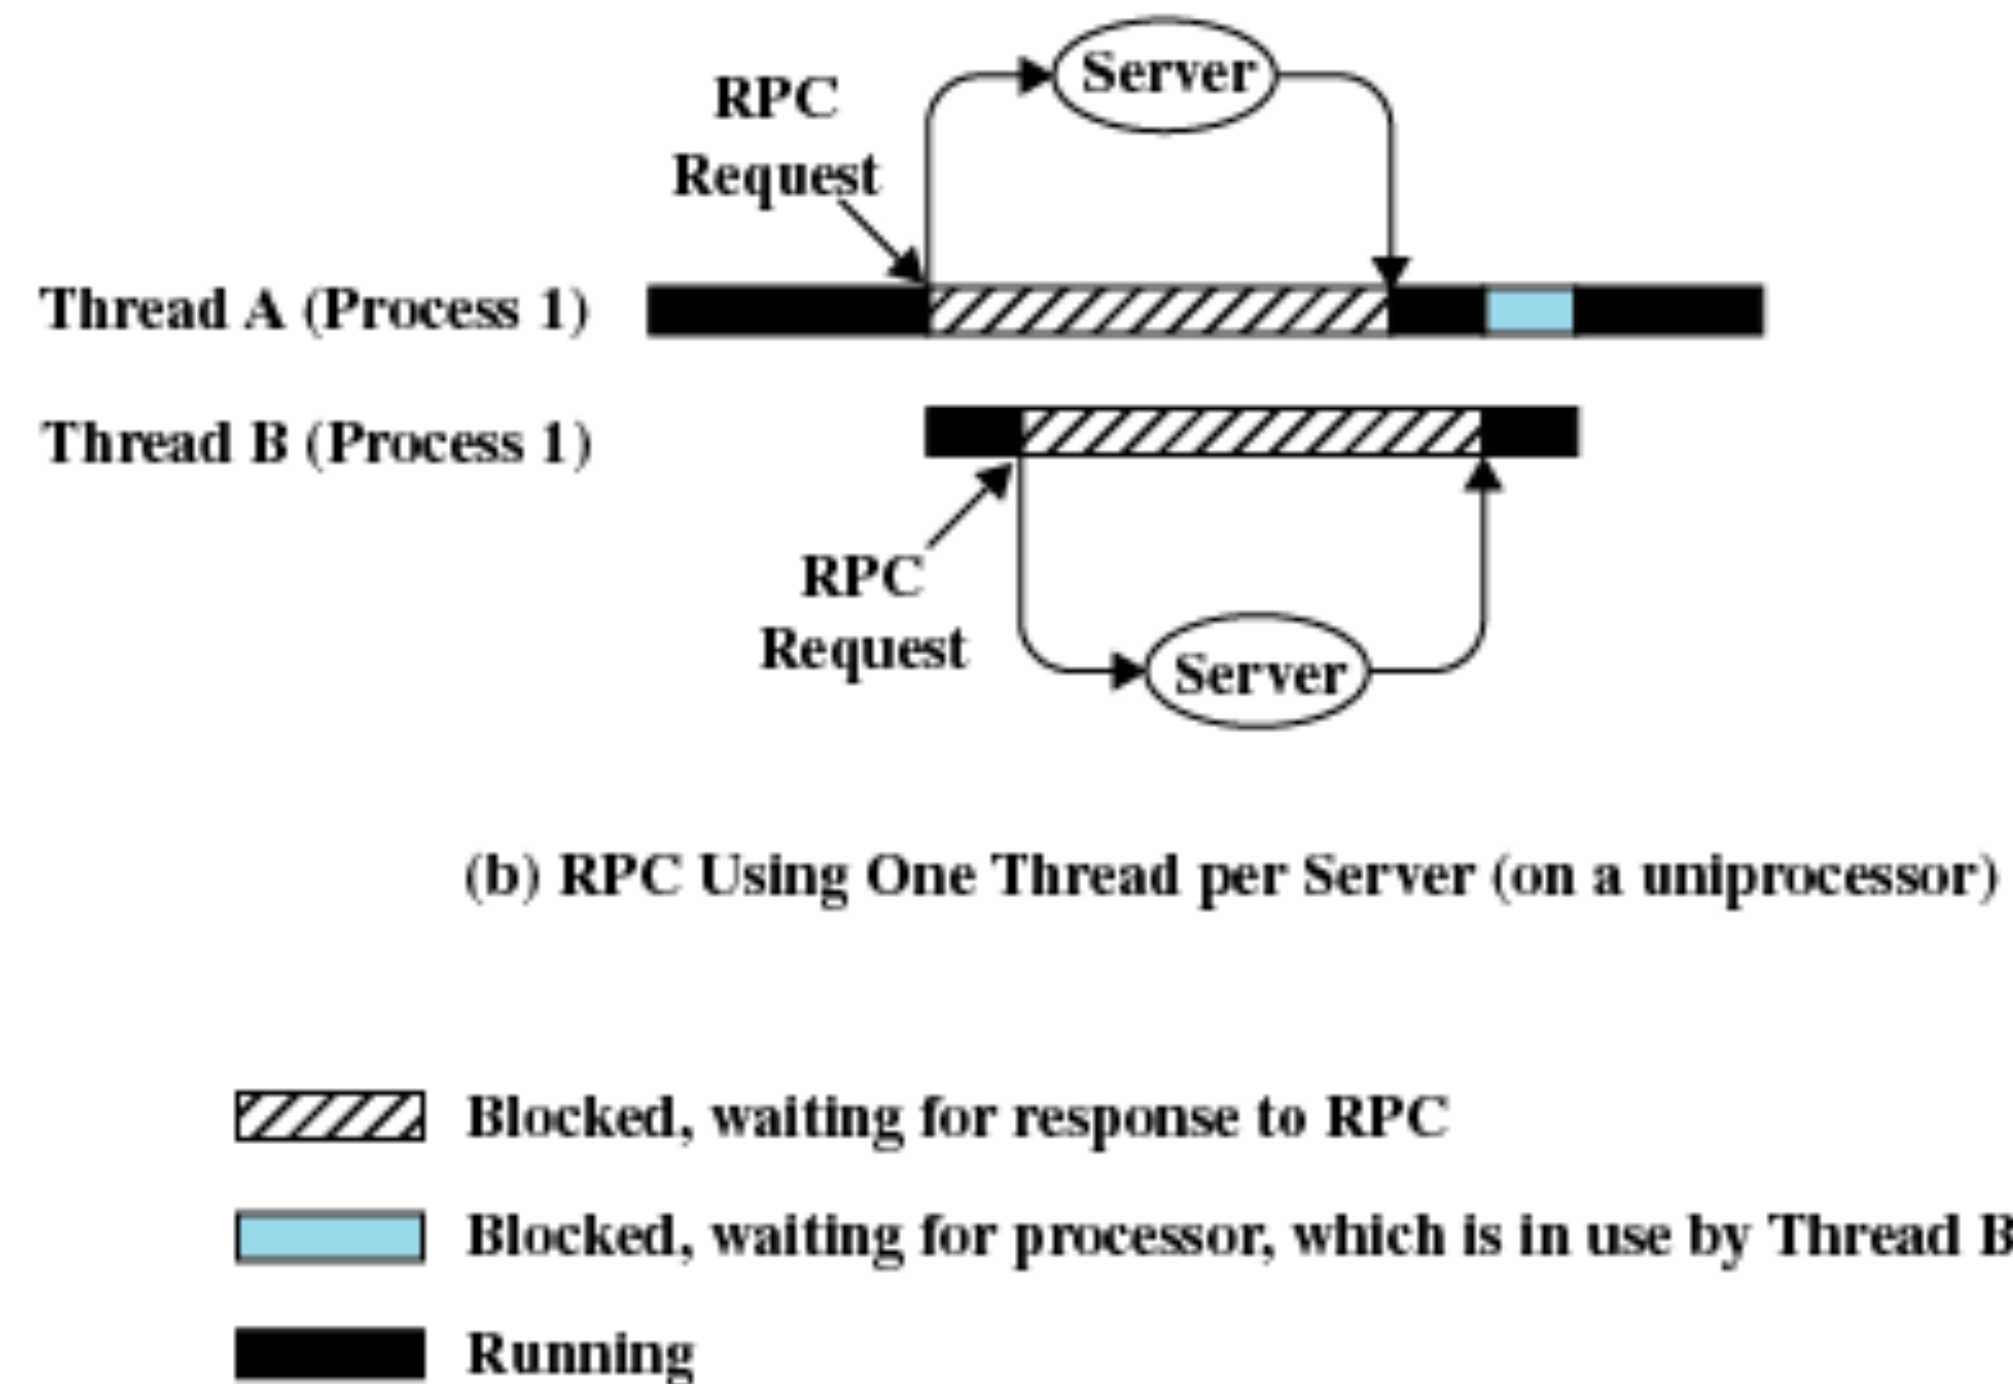 Server
RPC
Request
Thread A (Process 1)
Thread B (Process 1)
RPC
Request
Server
(b) RPC Using One Thread per Server (on a uniprocessor)
Blocked, waiting for response to RPC
Blocked, waiting for processor, which is in use by Thread B
Running